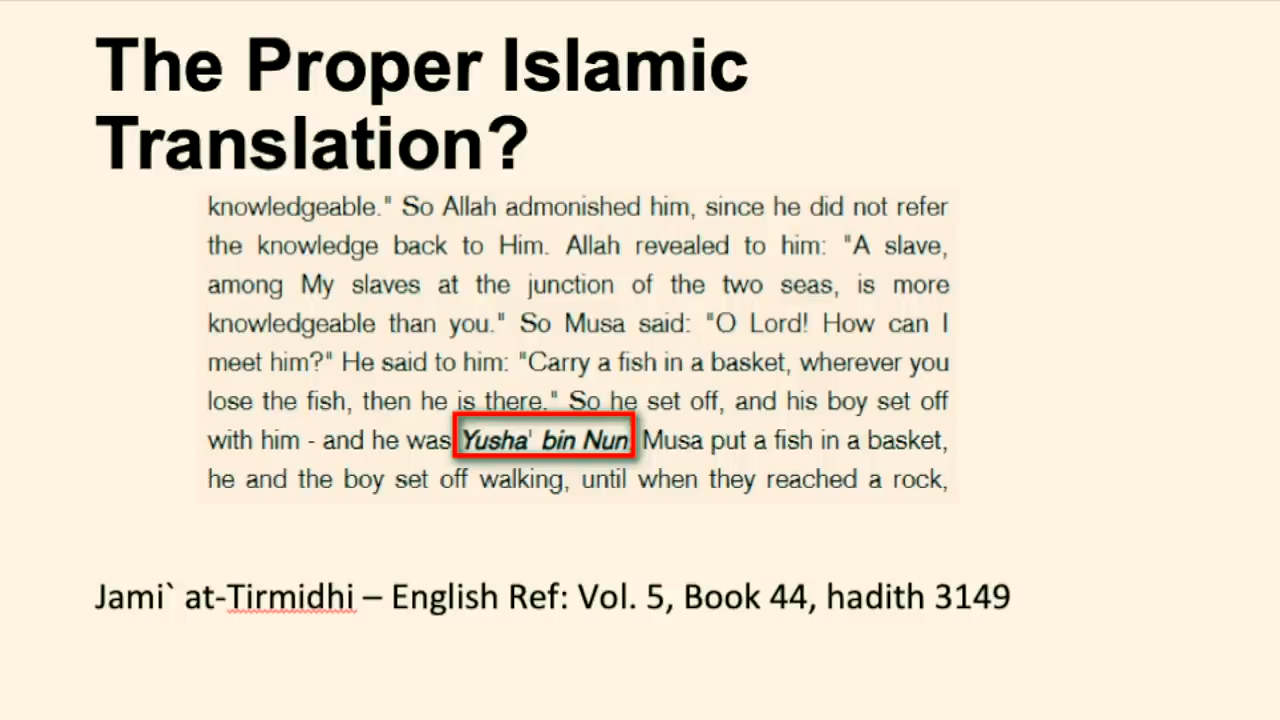 The Proper Islamic
Translation?
knowledgeable." So Allah admonished him, since he did not refer
the knowledge back to Him. Allah revealed to him: "A slave,
among My slaves at the junction of the two seas, is more
knowledgeable than you." So Musa said: "O Lord! How can I
meet him?" He said to him: "Carry a fish in a basket, wherever you
lose the fish, then he is there." So he set off, and his boy set off
with him - and he was Yusha' bin Nun. Musa put a fish in a basket,
he and the boy set off walking, until when they reached a rock,
Jami` at-Tirmidhi – English Ref: Vol. 5, Book 44, hadith 3149